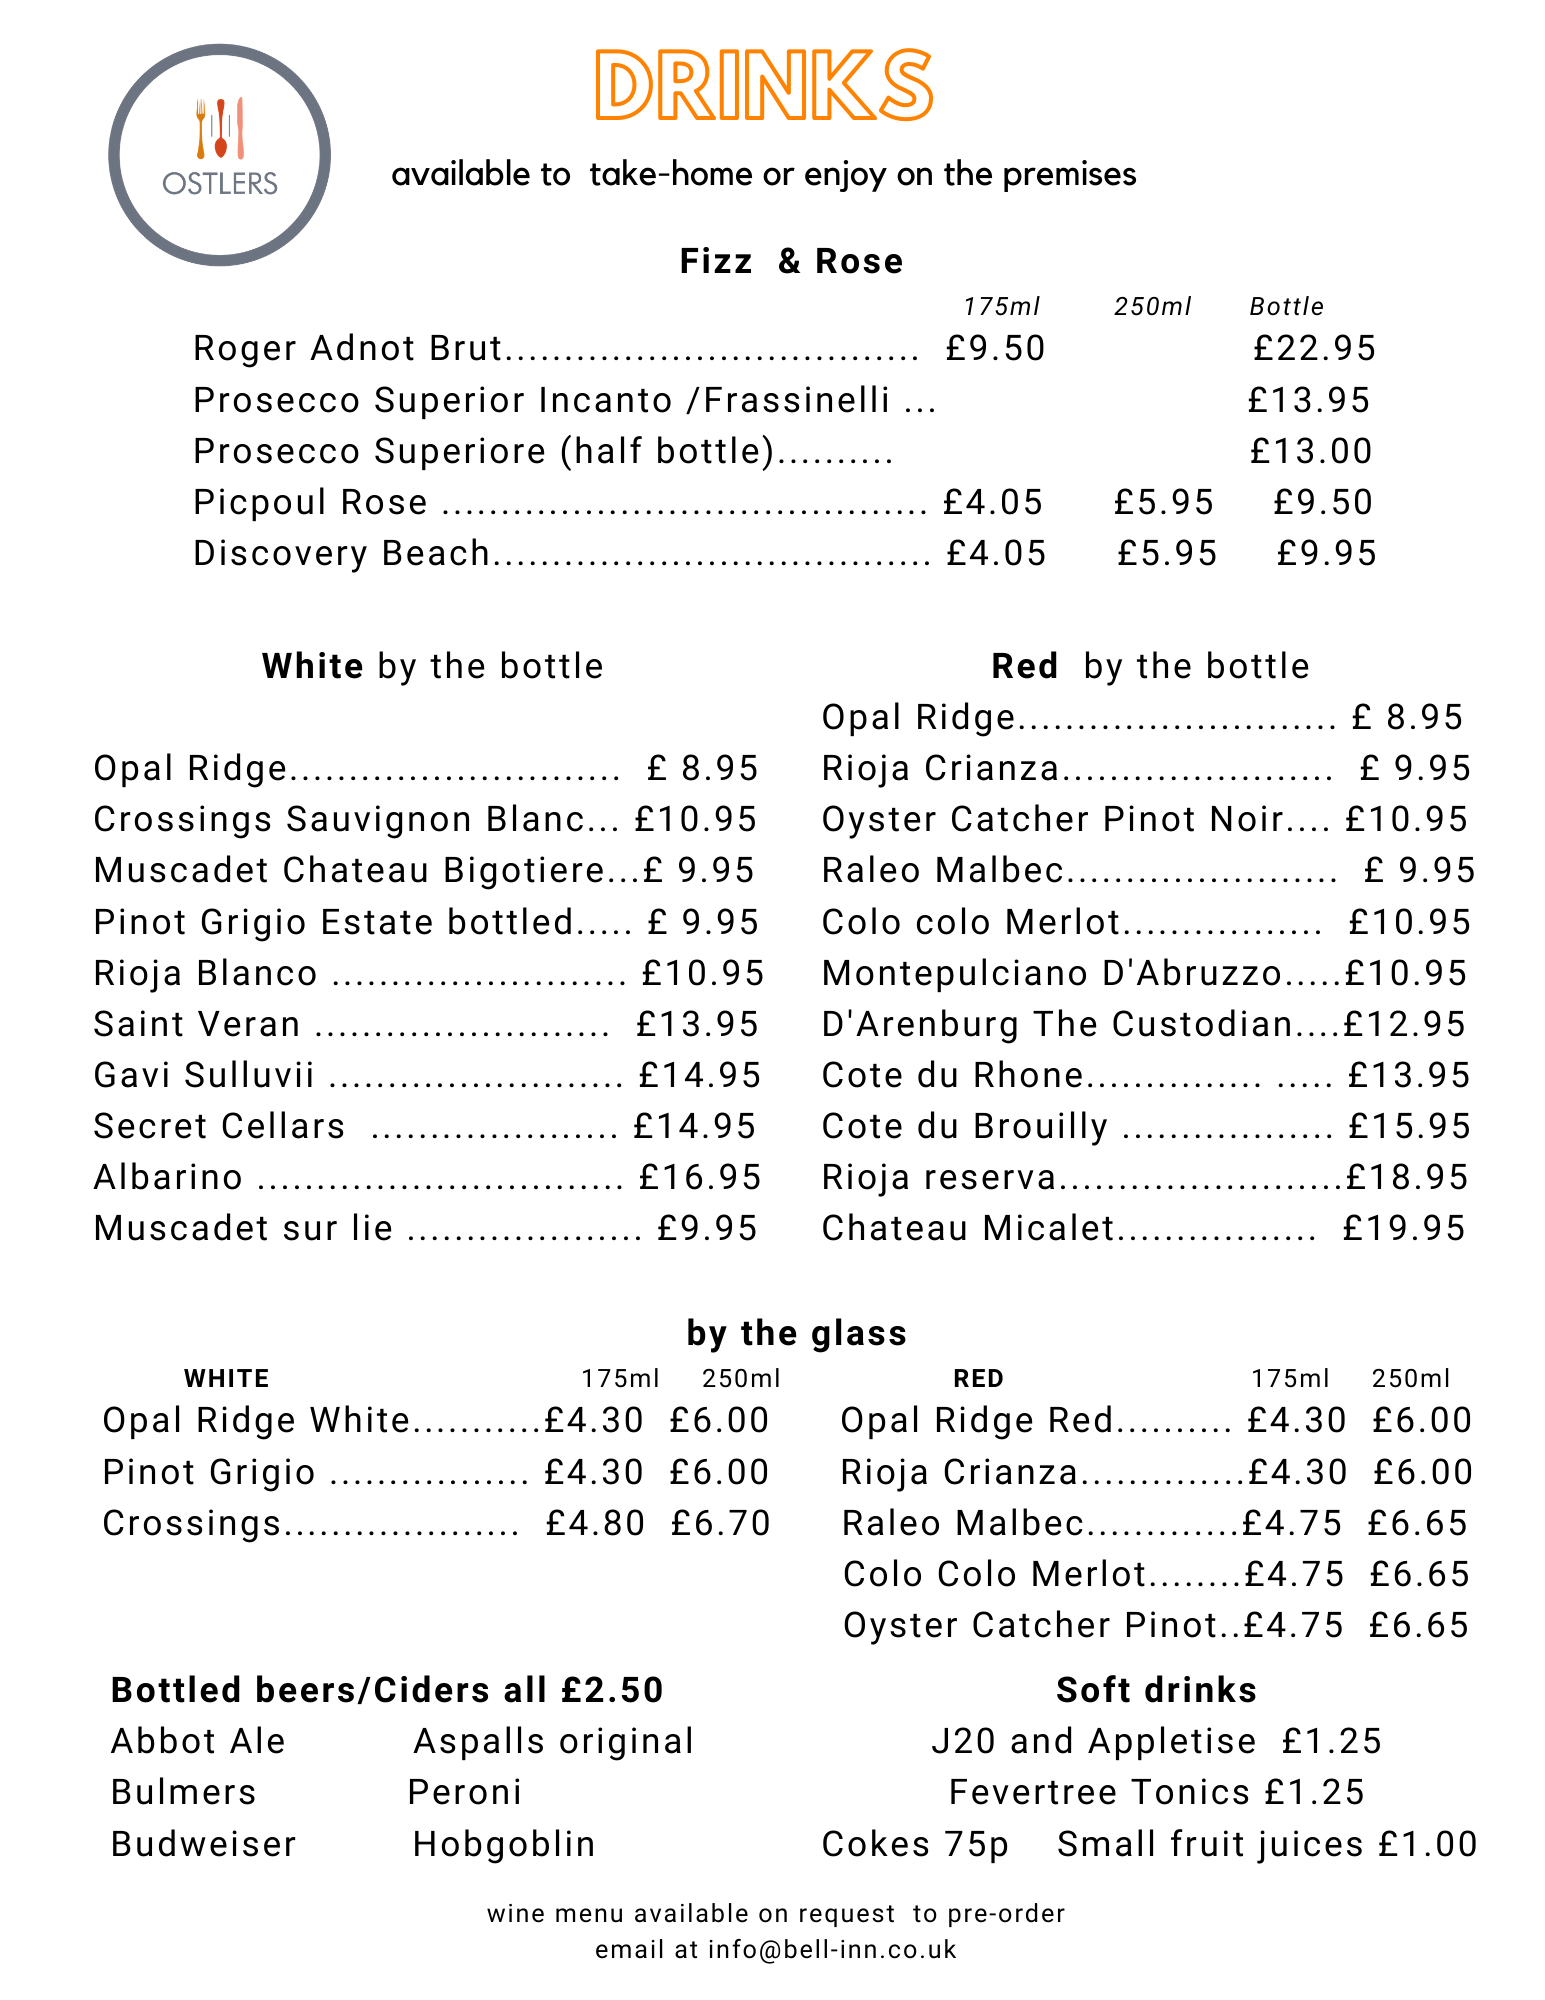 OSTLERS
DRINKS
available to take-home or enjoy on the premises
Fizz & Rose
175ml 250ml Bottle
Roger Adnot Brut................................... £9.50 £22.95
Prosecco Superior Incanto /Frassinelli ... £13.95
Prosecco Superiore (half bottle).......... £13.00
Picpoul Rose ......................................... £4.05 £5.95 £9.50
Discovery Beach..................................... £4.05 £5.95 £9.95
White by the bottle
Opal Ridge............................ £ 8.95
Crossings Sauvignon Blanc... £10.95
Muscadet Chateau Bigotiere...£ 9.95
Pinot Grigio Estate bottled..... £ 9.95
Rioja Blanco ......................... £10.95
Saint Veran ......................... £13.95
Gavi Sulluvii ......................... £14.95
Secret Cellars ..................... £14.95
Albarino ............................... £16.95
Muscadet sur lie .................... £9.95
Red by the bottle
Opal Ridge........................... £ 8.95
Rioja Crianza....................... £ 9.95
Oyster Catcher Pinot Noir.... £10.95
Raleo Malbec....................... £ 9.95
Colo colo Merlot................. £10.95
Montepulciano D'Abruzzo.....£10.95
D'Arenburg The Custodian....£12.95
Cote du Rhone............... ..... £13.95
Cote du Brouilly .................. £15.95
Rioja reserva........................£18.95
Chateau Micalet................. £19.95
by the glass
WHITE 175ml 250ml
Opal Ridge White...........£4.30 £6.00
Pinot Grigio ................. £4.30 £6.00
Crossings.................... £4.80 £6.70
RED 175ml 250ml
Opal Ridge Red.......... £4.30 £6.00
Rioja Crianza..............£4.30 £6.00
Raleo Malbec.............£4.75 £6.65
Colo Colo Merlot........£4.75 £6.65
Oyster Catcher Pinot..£4.75 £6.65
Bottled beers/Ciders all £2.50
Abbot Ale Aspalls original
Bulmers Peroni
Budweiser Hobgoblin
Soft drinks
J20 and Appletise £1.25
Fevertree Tonics £1.25
Cokes 75p Small fruit juices £1.00
wine menu available on request to pre-order
email at info@bell-inn.co.uk